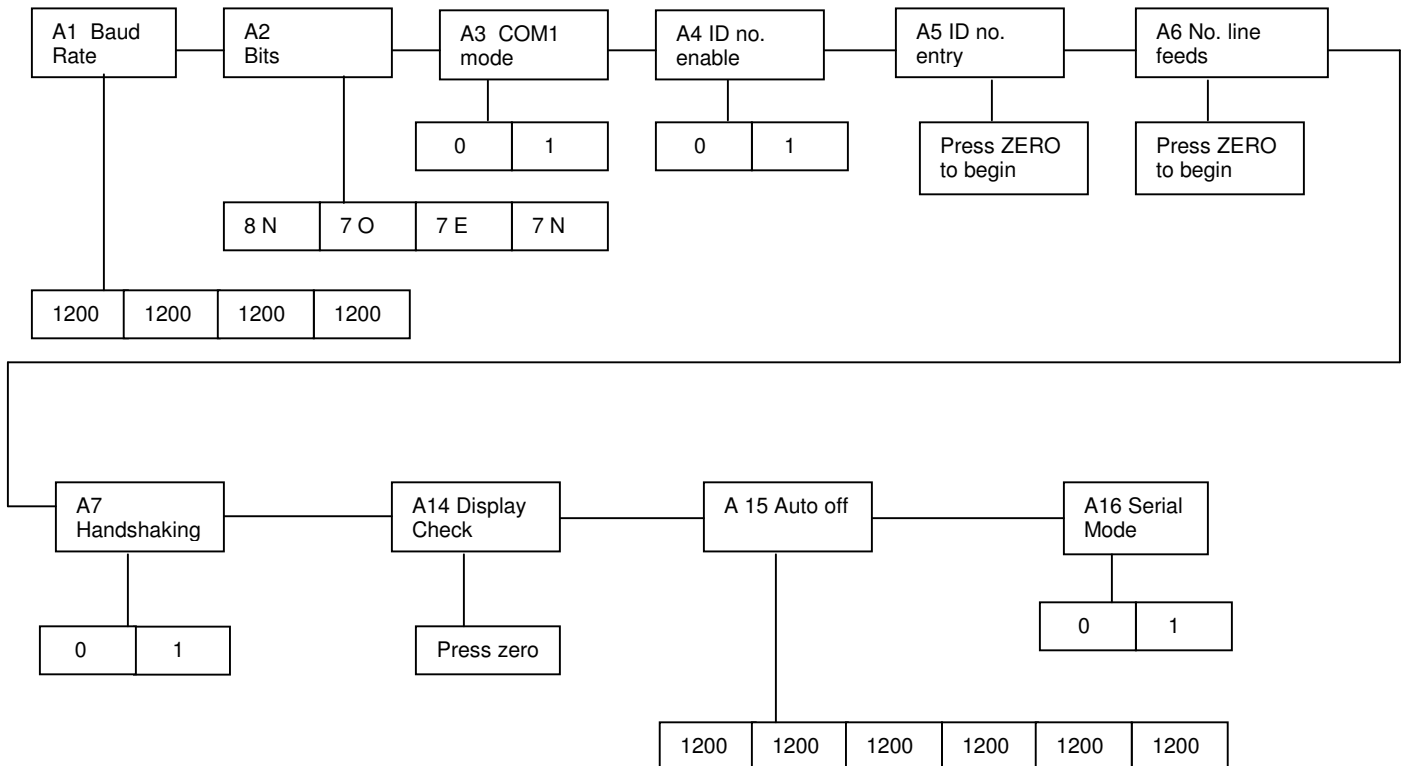 A1 Baud
Rate
A2
Bits
A3 COM1
mode
A4 ID no.
enable
A5 ID no.
entry
A6 No. line
feeds
0 1
0 1
Press ZERO
to begin
Press ZERO
to begin
8 N 7 O 7 E 7 N
1200 1200 1200 1200
A7
Handshaking
A14 Display
Check
A 15 Auto off
A16 Serial
Mode
0 1
Press zero
0 1
1200 1200 1200 1200 1200 1200